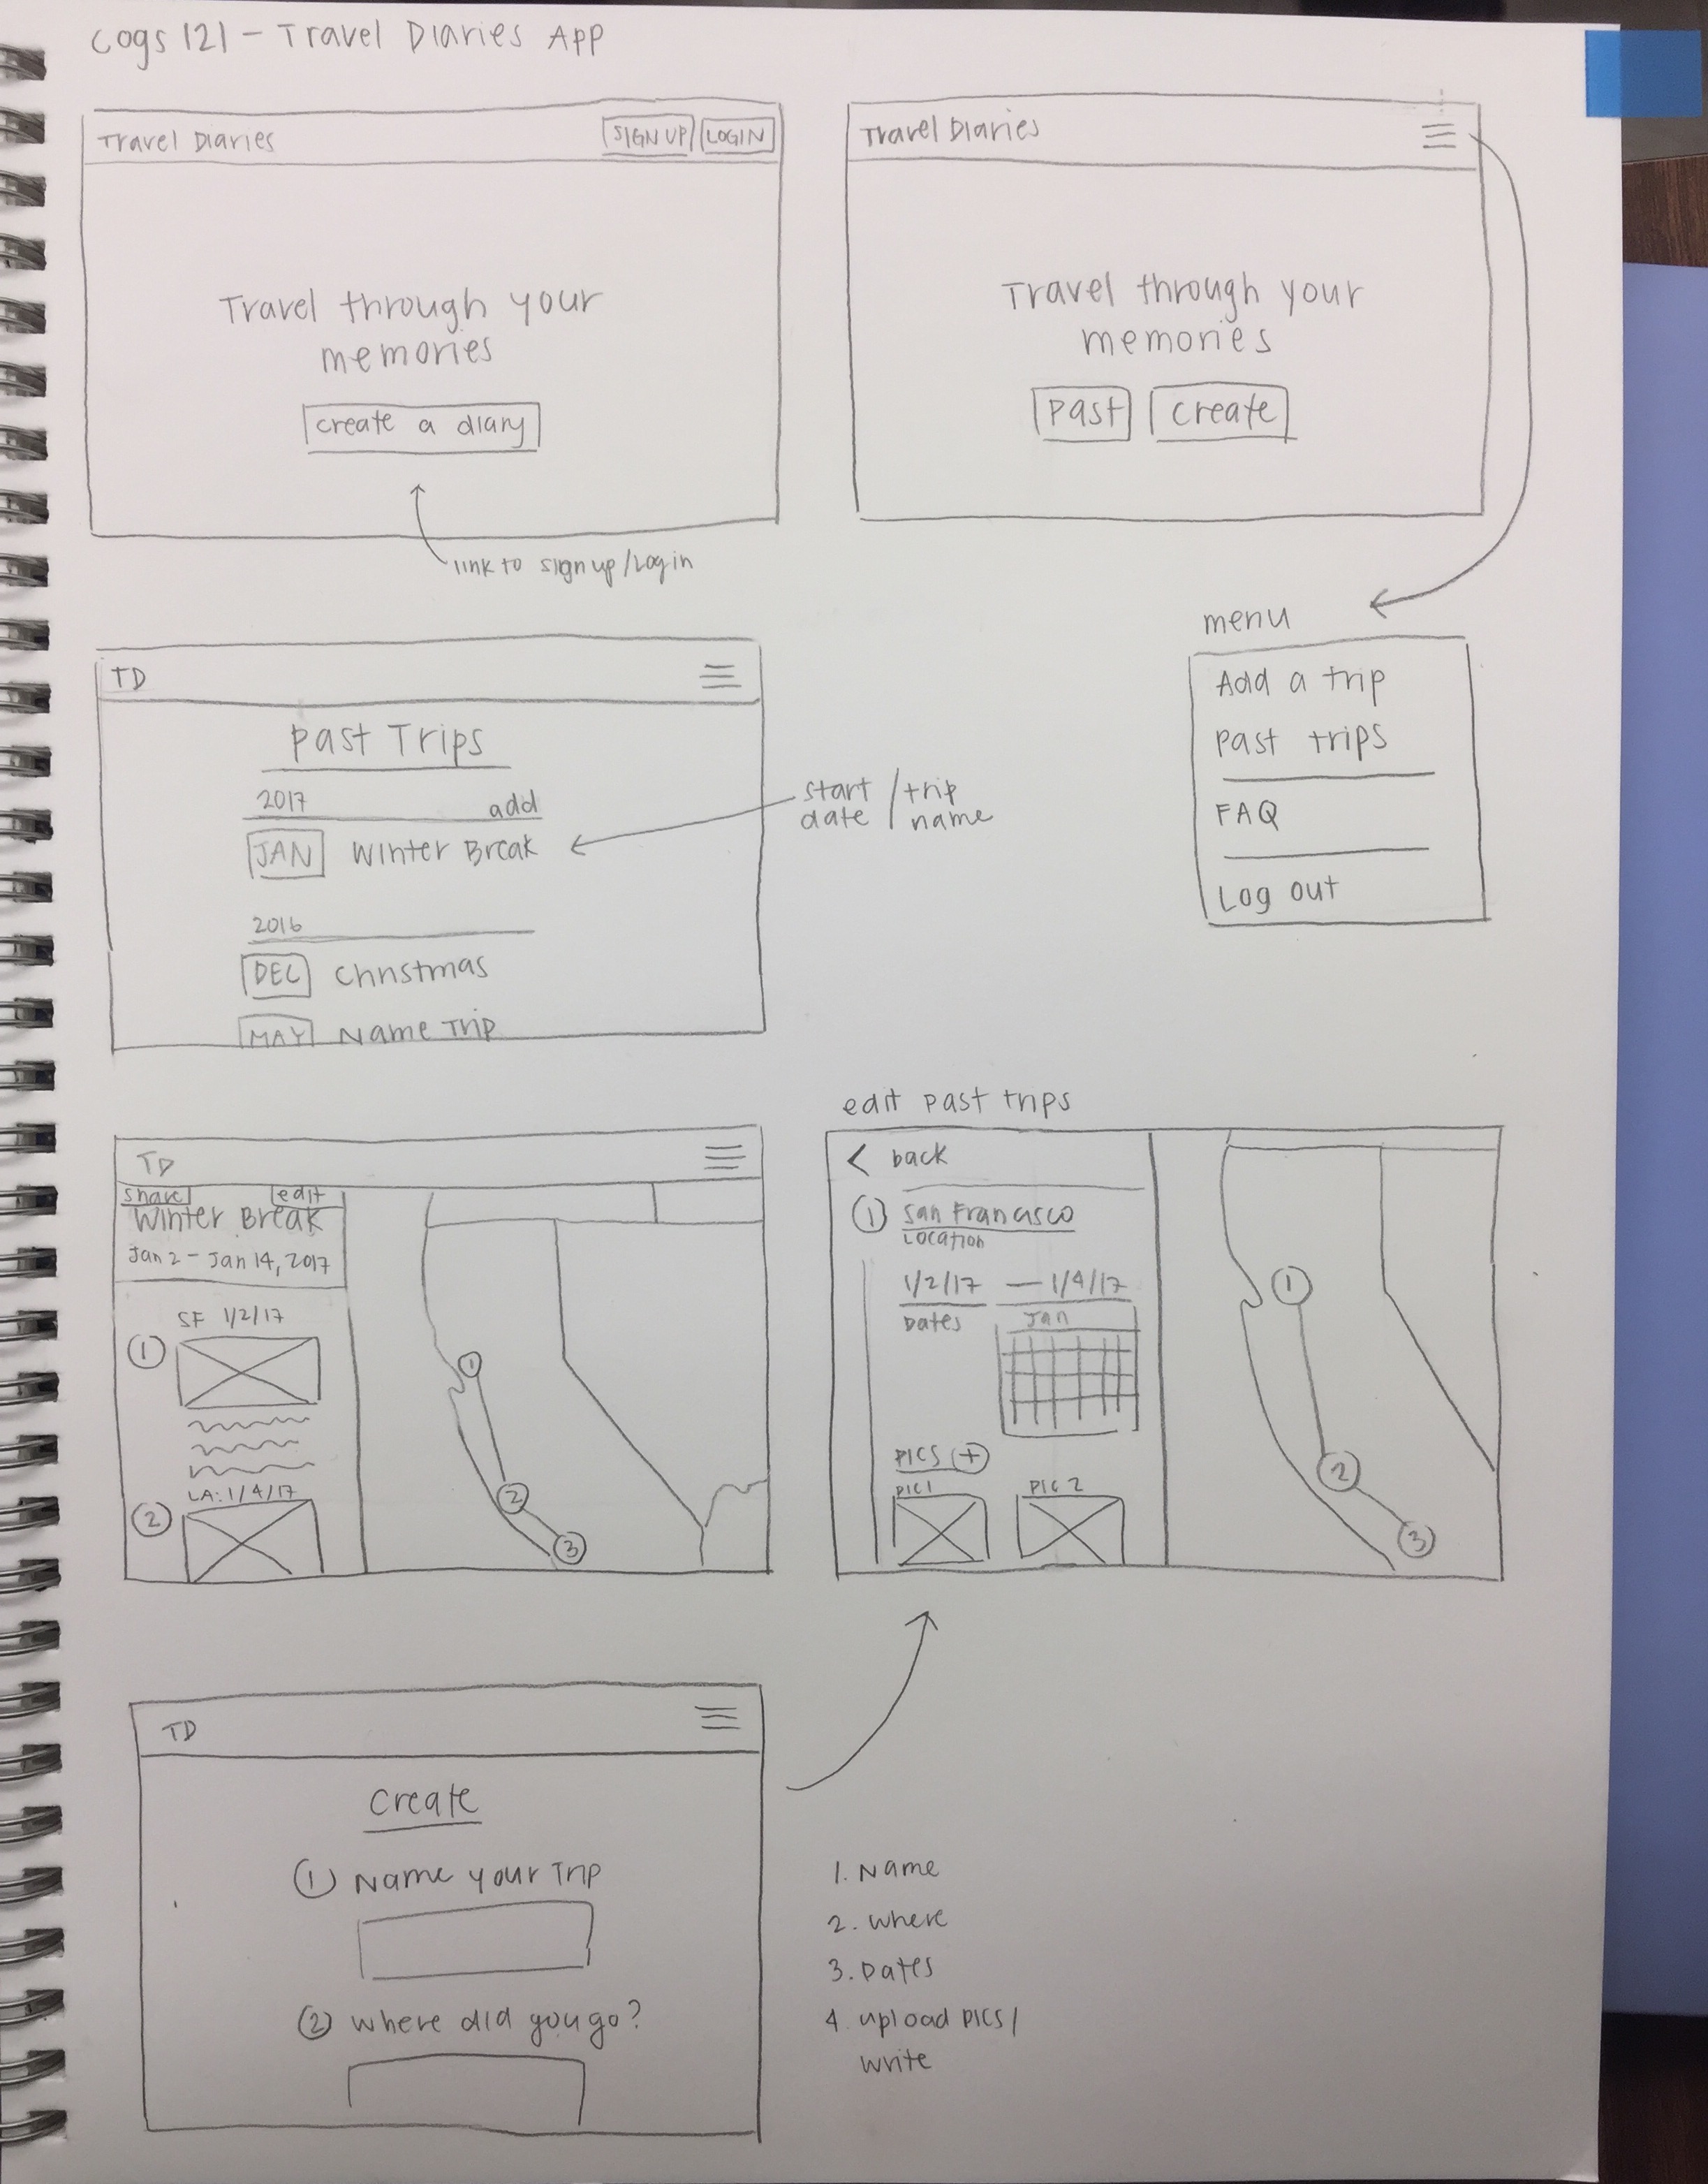 Cogs 121 – Travel Diaries App
Travel Diaries
SIGN UP
LOGIN
Travel through your
memories
create a diary
link to sign up/Login
Travel Diaries
Travel through your
memories
Past
Create
menu
Add a trip
Past trips
FAQ
Log out
TD
Past Trips
2017 add
JAN Winter Break
start / trip
date / name
2016
DEC Christmas
MAY Name Trip
TD
share edit
Winter Break
Jan 2 – Jan 14, 2017
SF 1/2/17
1
LA: 1/4/17
2
1
2
3
edit past trips
< back
1 San Francisco
Location
1/2/17 — 1/4/17
Dates
Jan
PICS +
PIC 1
PIC 2
1
2
3
TD
Create
1 Name your Trip
2 Where did you go?
1. Name
2. Where
3. Dates
4. upload pics/
write